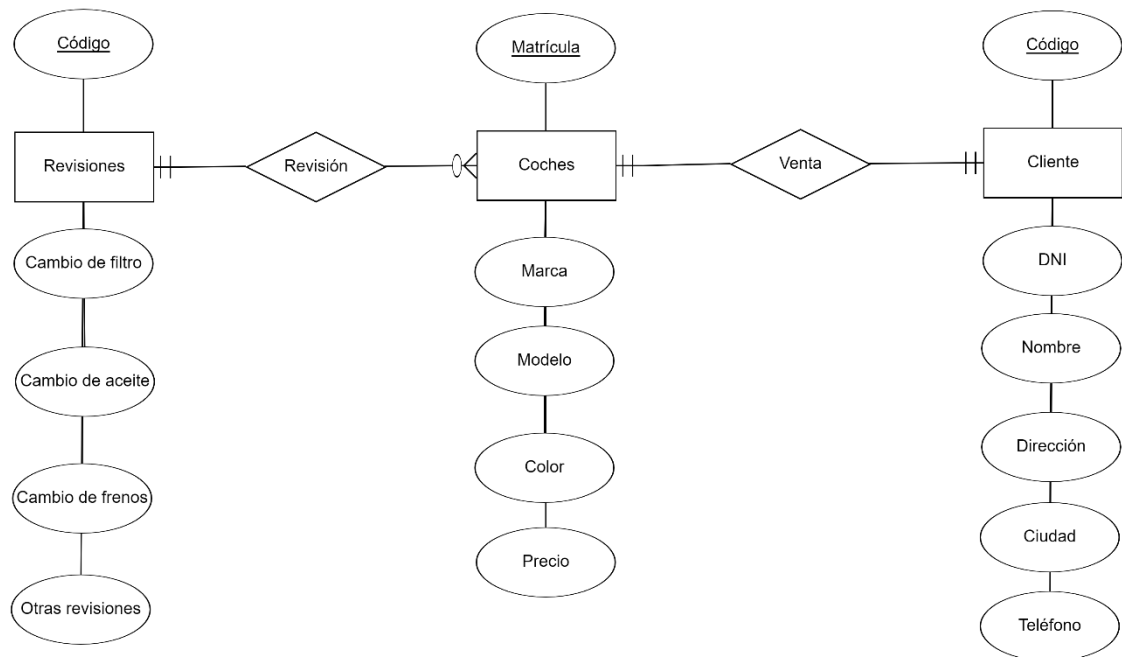 Código
Matrícula
Código
Revisiones
Revisión
Coches
Venta
Cliente
Cambio de filtro
Marca
DNI
Cambio de aceite
Modelo
Nombre
Cambio de frenos
Color
Dirección
Otras revisiones
Precio
Ciudad
Teléfono